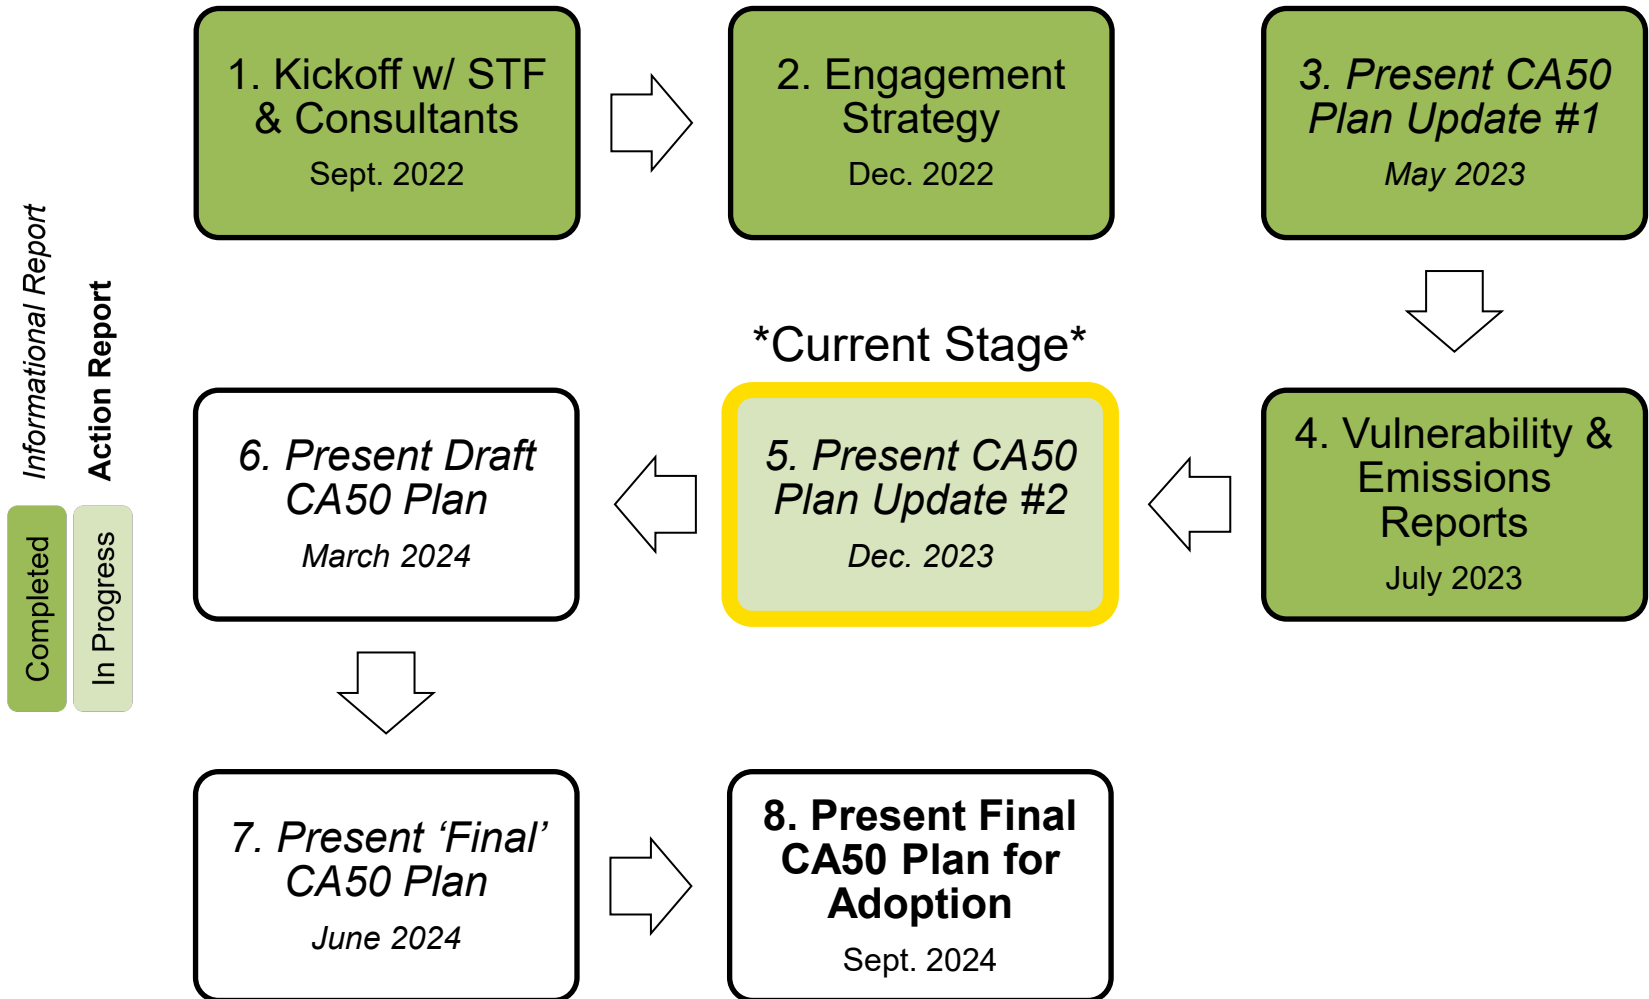 1. Kickoff w/ STF
& Consultants
Sept. 2022
2. Engagement
Strategy
Dec. 2022
3. Present CA50
Plan Update #1
May 2023
4. Vulnerability &
Emissions
Reports
July 2023
*Current Stage*
5. Present CA50
Plan Update #2
Dec. 2023
6. Present Draft
CA50 Plan
March 2024
7. Present ‘Final’
CA50 Plan
June 2024
8. Present Final
CA50 Plan for
Adoption
Sept. 2024
Informational Report
Action Report
Completed
In Progress